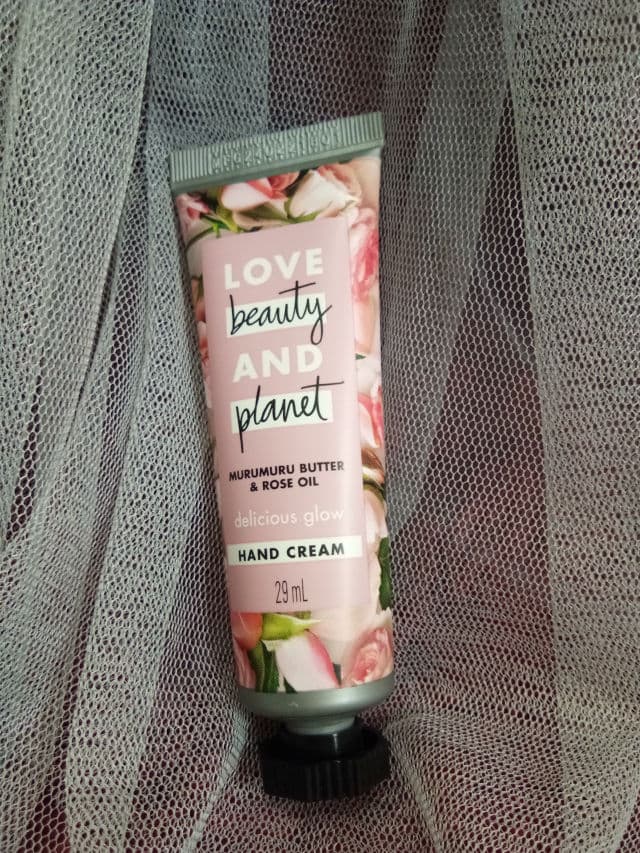 LOVE
beauty
AND
planet
MURUMURU BUTTER
& ROSE OIL
delicious glow
HAND CREAM
29 mL